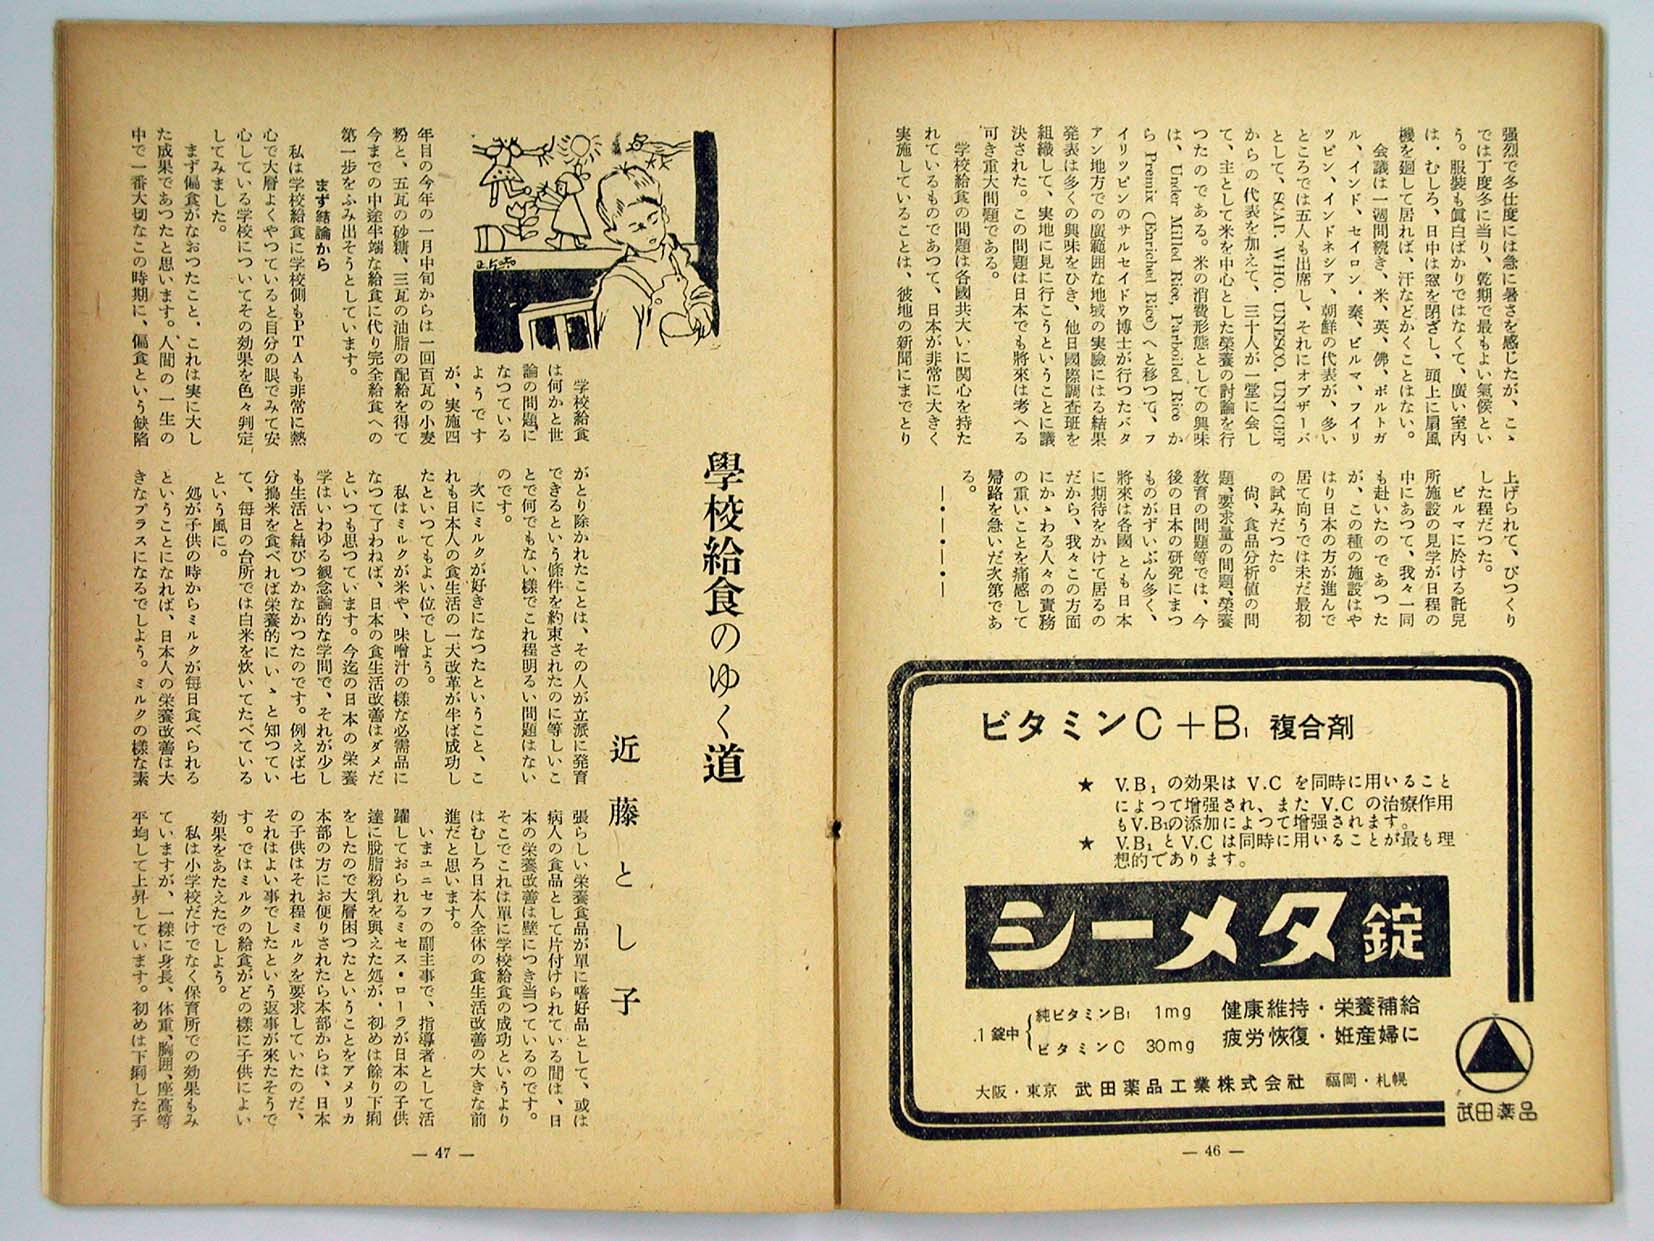 强烈で多仕度には急に暑さを感じたが、こゝ
では丁度冬に当り、乾期で最もよい氣候とい
う。服裝も眞白ばかりではなくて、廣い室内
は、むしろ、日中は窓を閉ざし、頭上に扇風
機を廻して居れば、汗などかくことはない。
会議は一週間続き、米、英、佛、ポルトガ
ル、インド、セイロン、泰、ビルマ、フイリ
ツピン、インドネシア、朝鮮の代表が、多い
ところでは五人も出席し、それにオブザーバ
として、SCAP. WHO. UNESCO. UNICEF
からの代表を加えて、三十人が一堂に会し
て、主として米を中心とした榮養の討論を行
つたのである。米の消費形態としての興味
は、Under Milled Rice, Parboiled Rice か
ら Premix (Enriched Rice) へと移つて、フ
イリツピンのサルセイドウ博士が行つたバタ
アン地方での廣範囲な地域の実驗にはる結果
発表は多くの興味をひき、他日國際調査班を
組織して、実地に見に行こうということに議
決された。この問題は日本でも將來は考へる
可き重大問題である。
学校給食の問題は各國共大いに関心を持た
れているものであつて、日本が非常に大きく
実施していることは、彼地の新聞にまでとり
上げられて、びつくり
した程だつた。
ビルマに於ける託児
所施設の見学が日程の
中にあつて、我々一同
も赴いたのであつた
が、この種の施設はや
はり日本の方が進んで
居て向うでは未だ最初
の試みだつた。
尙、食品分析値の問
題、要求量の問題、榮養
教育の問題等では、今
後の日本の研究にまつ
ものがずいぶん多く、
將來は各國とも日本
に期待をかけて居るの
だから、我々この方面
にかゝわる人々の責務
の重いことを痛感して
帰路を急いだ次第であ
る。
―・―・―・―
ビタミンC＋B₁ 複合剤
★ V.B₁ の効果は V.C を同時に用いること
によつて増强され、また V.C の治療作用
もV.B₁の添加によつて増强されます。
★ V.B₁ と V.C は同時に用いることが最も理
想的であります。
シーメタ錠
1錠中 純ビタミンB₁ 1mg
ビタミンC 30mg
健康維持・栄養補給
疲労恢復・姙産婦に
大阪・東京 武田薬品工業株式会社 福岡・札幌
武田薬品
― 46 ―
學校給食のゆく道
近藤とし子
学校給食
は何かと世
論の問題に
なつている
ようです
が、実施四
年目の今年の一月中旬からは一回百瓦の小麦
粉と、五瓦の砂糖、三瓦の油脂の配給を得て
今までの中途半端な給食に代り完全給食への
第一歩をふみ出そうとしています。
まず結論から
私は学校給食に学校側もPTAも非常に熱
心で大層よくやつていると自分の眼でみて安
心している学校についてその効果を色々判定
してみました。
まず偏食がなおつたこと、これは実に大し
た成果であつたと思います。人間の一生の
中で一番大切なこの時期に、偏食という缺陷
がとり除かれたことは、その人が立派に発育
できるという條件を約束されたのに等しいこ
とで何でもない様でこれ程明るい問題はない
のです。
次にミルクが好きになつたということ、こ
れも日本人の食生活の一大改革が半ば成功し
たといつてもよい位でしよう。
私はミルクが米や、味噌汁の様な必需品に
なつて了わねば、日本の食生活改善はダメだ
といつも思つています。今迄の日本の栄養
学はいわゆる観念論的な学問で、それが少し
も生活と結びつかなかつたのです。例えば七
分搗米を食べれば栄養的にいゝと知つてい
て、毎日の台所では白米を炊いてたべている
という風に。
処が子供の時からミルクが毎日食べられる
ということになれば、日本人の栄養改善は大
きなプラスになるでしよう。ミルクの様な素
張らしい栄養食品が單に嗜好品として、或は
病人の食品として片付けられている間は、日
本の栄養改善は壁につき当つているのです。
そこでこれは單に学校給食の成功というより
はむしろ日本人全体の食生活改善の大きな前
進だと思います。
いまユニセフの副主事で、指導者として活
躍しておられるミセス・ローラが日本の子供
達に脱脂粉乳を與えた処が、初めは餘り下痢
をしたので大層困つたということをアメリカ
本部の方にお便りされたら本部からは、日本
の子供はそれ程ミルクを要求していたのだ、
それはよい事でしたという返事が來たそうで
す。ではミルクの給食がどの様に子供によい
効果をあたえたでしよう。
私は小学校だけでなく保育所での効果もみ
ていますが、一様に身長、体重、胸囲、座高等
平均して上昇しています。初めは下痢した子
― 47 ―